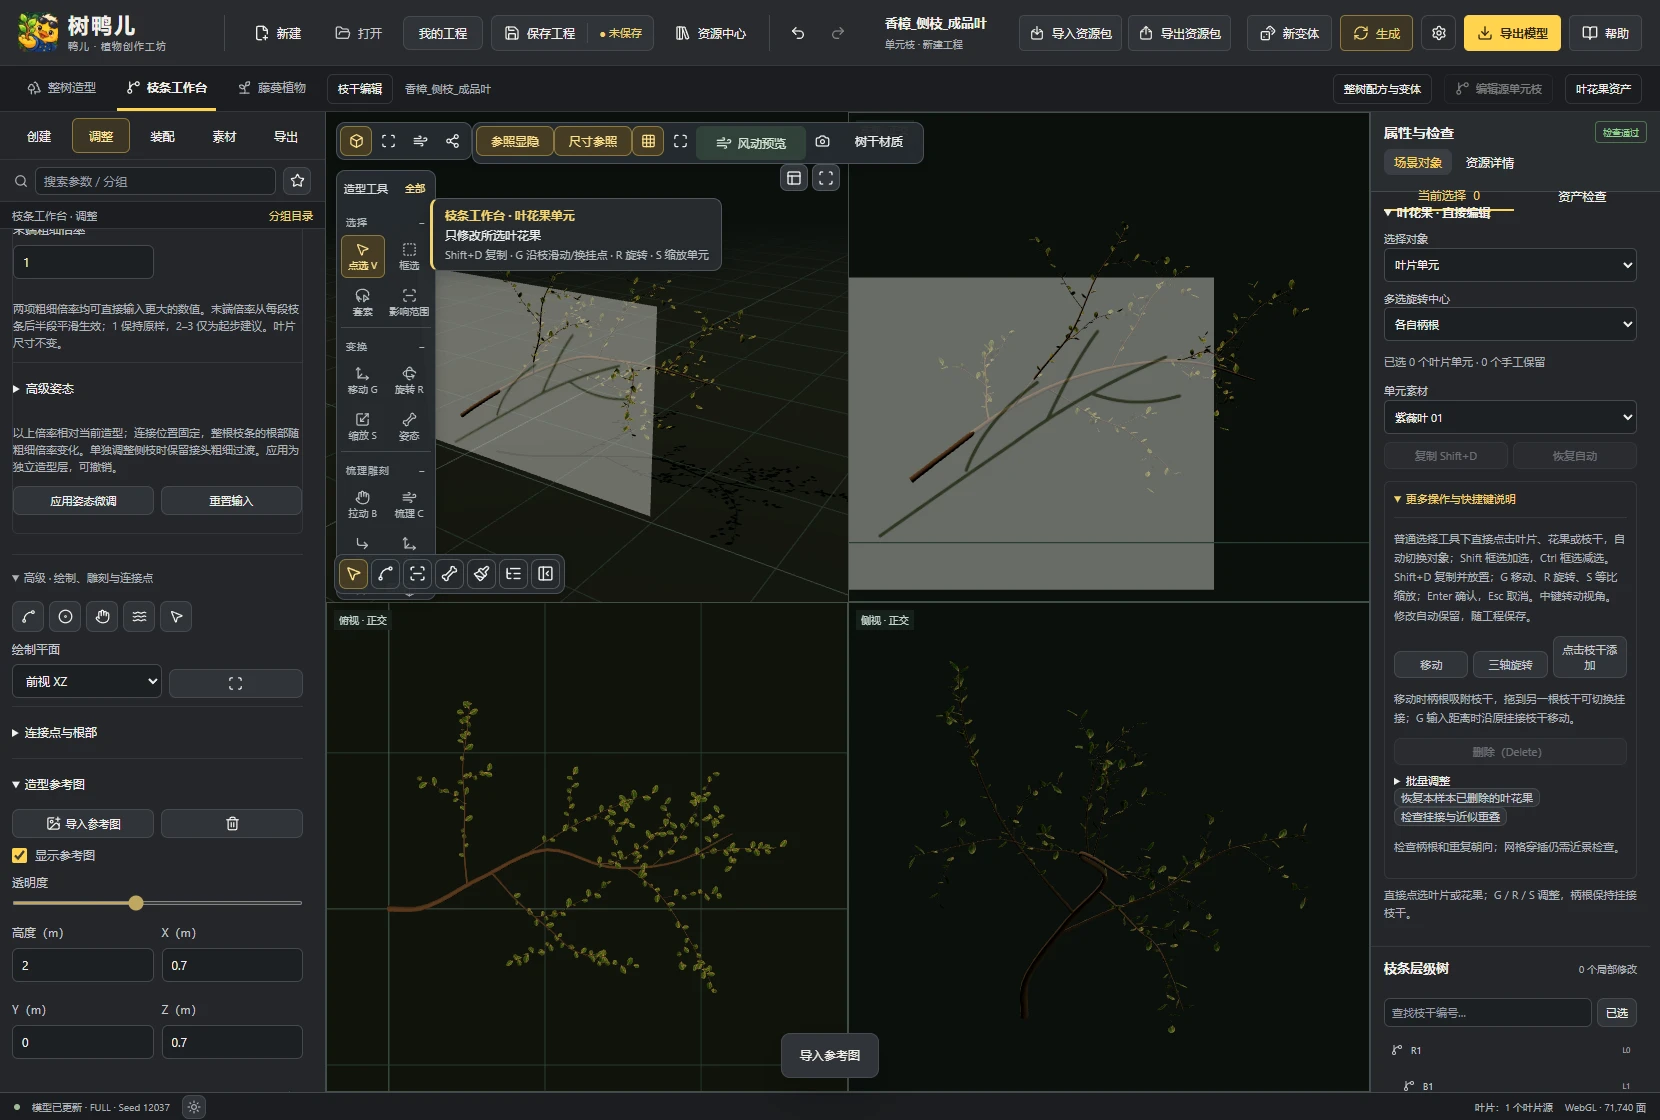 树鸭儿
鸭儿 · 植物创作工坊
新建
打开
我的工程
保存工程
未保存
资源中心
香樟_侧枝_成品叶
单元枝 · 新建工程
导入资源包
导出资源包
新变体
生成
导出模型
帮助
整树造型
枝条工作台
藤蔓植物
枝干编辑
香樟_侧枝_成品叶
整树配方与变体
编辑源单元枝
叶花果资产
创建
调整
装配
素材
导出
搜索参数 / 分组
枝条工作台 · 调整
分组目录
末端粗细倍率
1
两项粗细倍率均可直接输入更大的数值。末端倍率从每段枝
条后半段平滑生效；1 保持原样，2–3 仅为起步建议。叶片
尺寸不变。
高级姿态
以上倍率相对当前造型；连接位置固定，整根枝条的根部随
粗细倍率变化。单独调整侧枝时保留接头粗细过渡。应用为
独立造型层，可撤销。
应用姿态微调
重置输入
高级 · 绘制、雕刻与连接点
绘制平面
前视 XZ
连接点与根部
造型参考图
导入参考图
显示参考图
透明度
高度（m）
X（m）
2
0.7
Y（m）
Z（m）
0
0.7
模型已更新 · FULL · Seed 12037
参照显隐
尺寸参照
风动预览
树干材质
造型工具
全部
选择
点选 V
框选
套索
影响范围
变换
移动 G
旋转 R
缩放 S
姿态
梳理雕刻
拉动 B
梳理 C
枝条工作台 · 叶花果单元
只修改所选叶花果
Shift+D 复制 · G 沿枝滑动/换挂点 · R 旋转 · S 缩放单元
俯视 · 正交
侧视 · 正交
导入参考图
属性与检查
检查通过
场景对象
资源详情
当前选择 0
资产检查
叶花果 · 直接编辑
选择对象
叶片单元
多选旋转中心
各自柄根
已选 0 个叶片单元 · 0 个手工保留
单元素材
紫薇叶 01
复制 Shift+D
恢复自动
更多操作与快捷键说明
普通选择工具下直接点击叶片、花果或枝干，自
动切换对象；Shift 框选加选，Ctrl 框选减选。
Shift+D 复制并放置；G 移动、R 旋转、S 等比
缩放；Enter 确认，Esc 取消。中键转动视角。
修改自动保留，随工程保存。
移动
三轴旋转
点击枝干添
加
移动时柄根吸附枝干，拖到另一根枝干可切换挂
接；G 输入距离时沿原挂接枝干移动。
删除（Delete）
批量调整
恢复本样本已删除的叶花果
检查挂接与近似重叠
检查柄根和重复朝向；网格穿插仍需近景检查。
直接点选叶片或花果；G / R / S 调整，柄根保持挂接
枝干。
枝条层级树
0 个局部修改
查找枝干编号...
已选
R1
L0
B1
L1
叶片：1 个叶片源
WebGL · 71,740 面